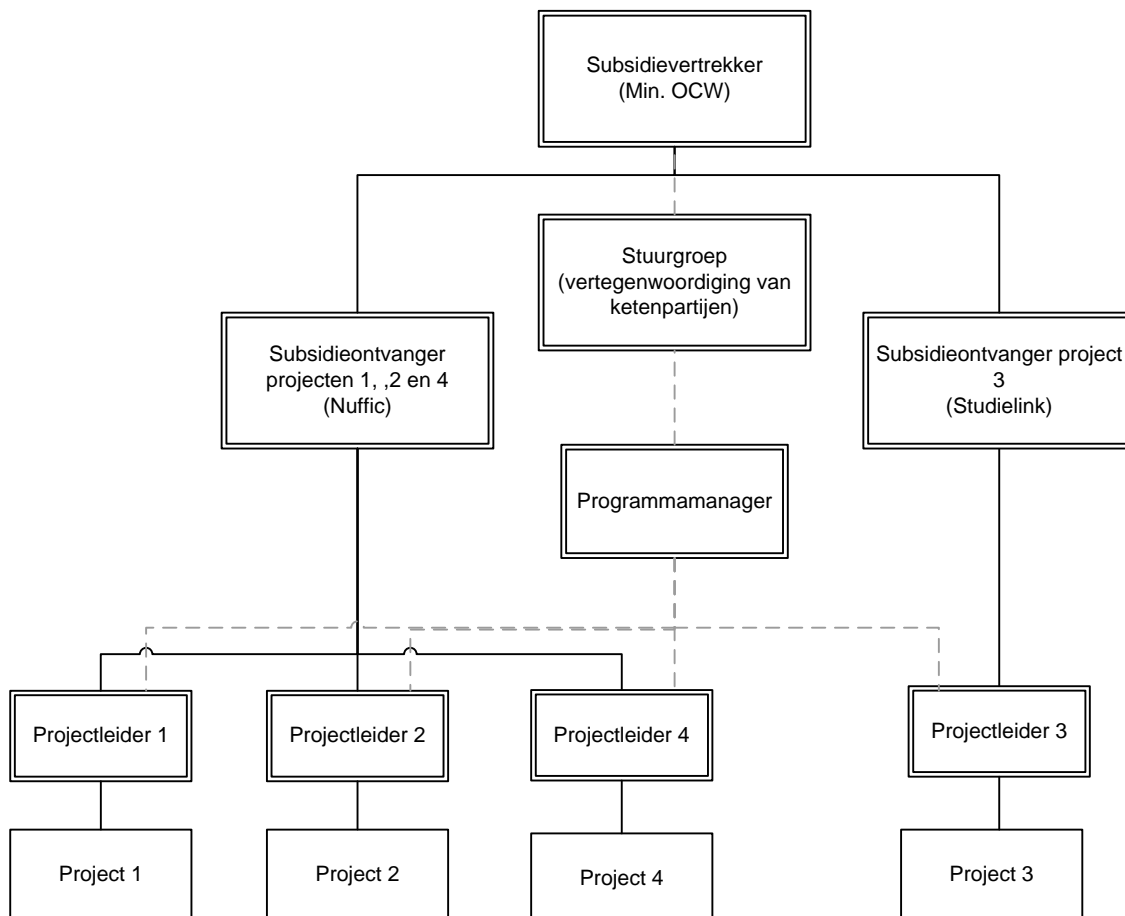 Subsidievertrekker
(Min. OCW)
Stuurgroep
(vertegenwoordiging van
ketenpartijen)
Subsidieontvanger
projecten 1, ,2 en 4
(Nuffic)
Subsidieontvanger project
3
(Studielink)
Programmamanager
Projectleider 1
Projectleider 2
Projectleider 4
Projectleider 3
Project 1
Project 2
Project 4
Project 3